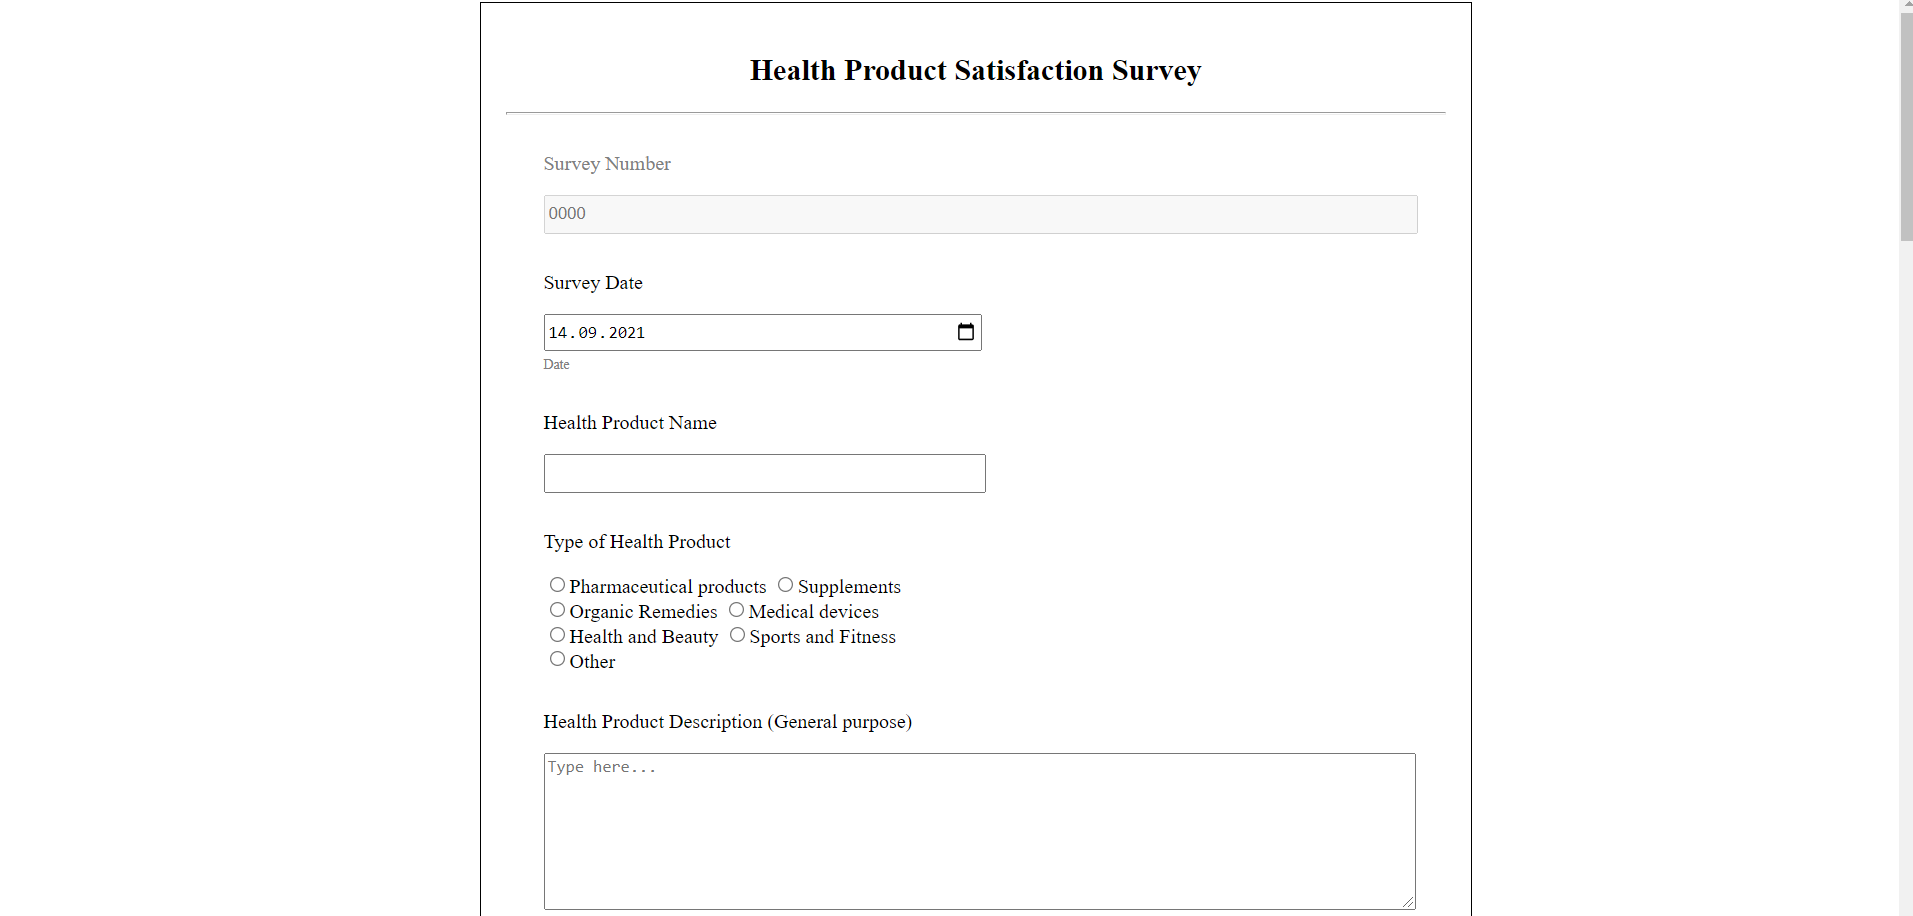 Health Product Satisfaction Survey
Survey Number
0000
Survey Date
14.09.2021
Date
Health Product Name
Type of Health Product
Pharmaceutical products Supplements
Organic Remedies Medical devices
Health and Beauty Sports and Fitness
Other
Health Product Description (General purpose)
Type here...